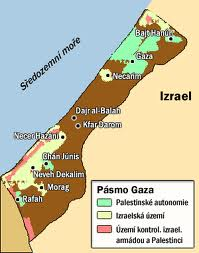 Středozemní moře
Bajt Hanún
Gaza
Izrael
Necarim
Dajr al-Balah
Kfar Darom
Necer Hazani
Chán Júnis
Neveh Dekalim
Morag
Rafah
Pásmo Gaza
Palestinské autonomie
Izraelská území
Území kontrol. izrael.
armádou a Palestinci